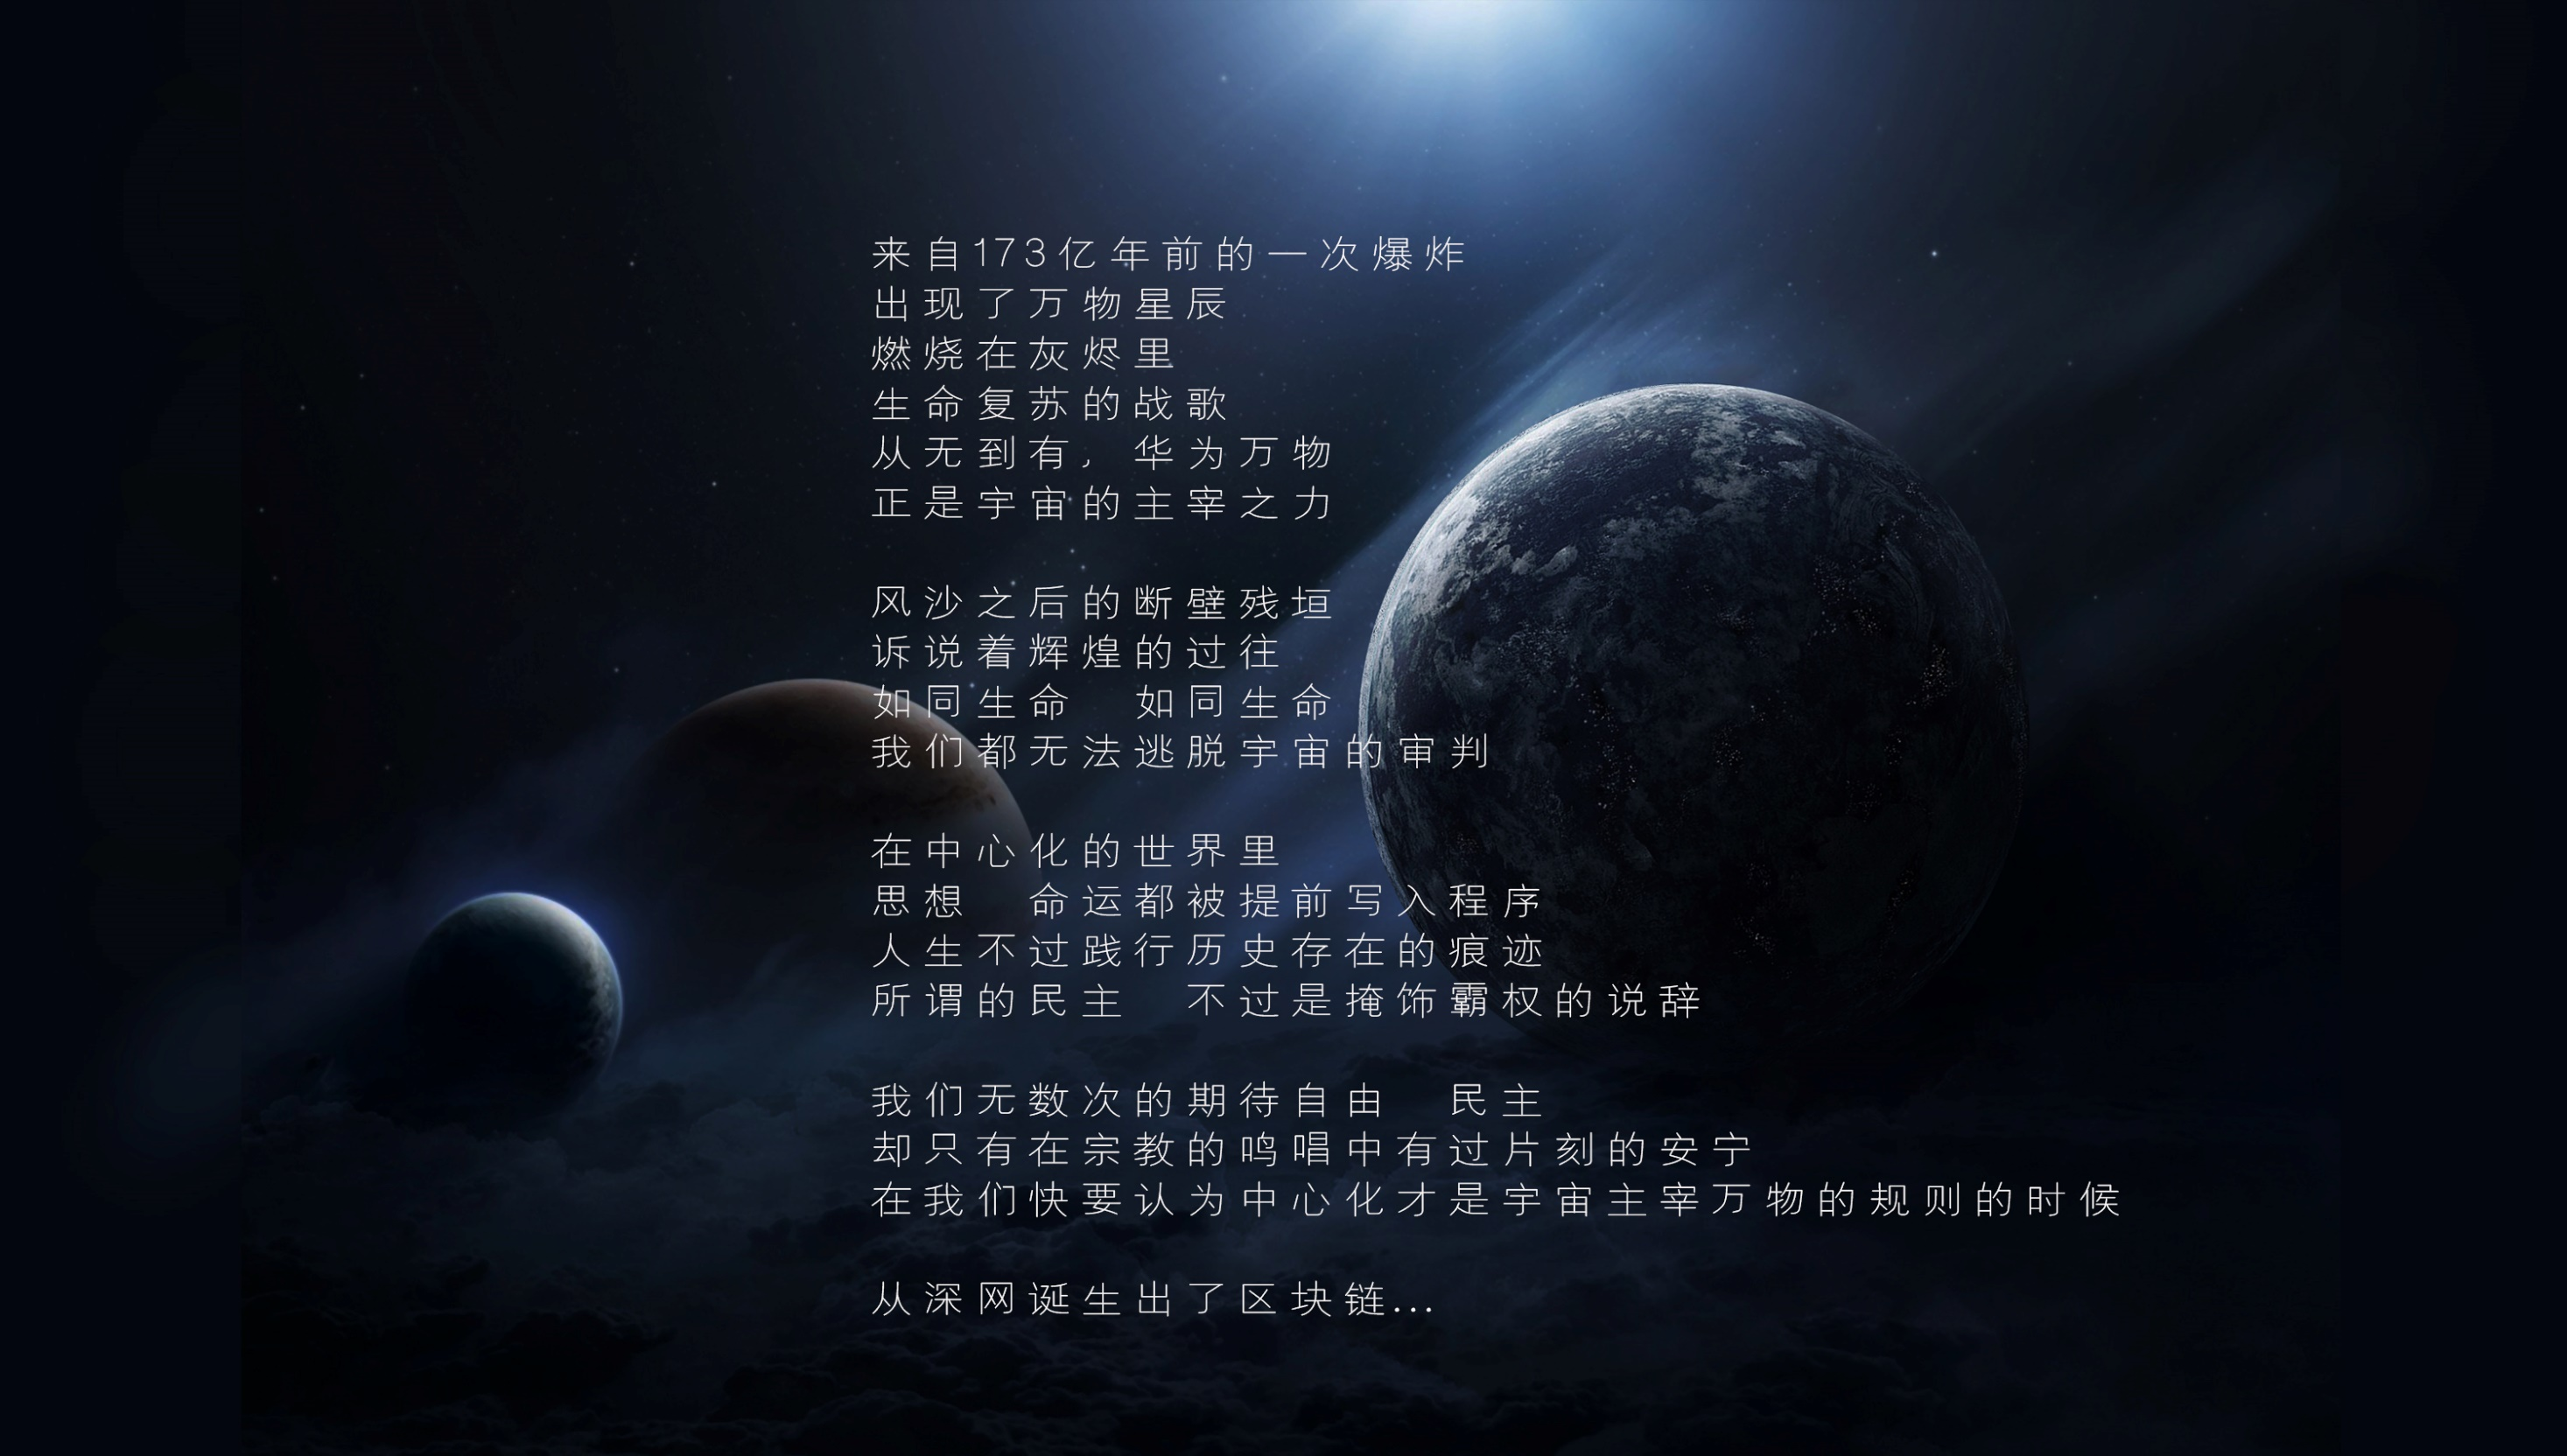 来自173亿年前的一次爆炸
出现了万物星辰
燃烧在灰烬里
生命复苏的战歌
从无到有，华为万物
正是宇宙的主宰之力
风沙之后的断壁残垣
诉说着辉煌的过往
如同生命　如同生命
我们都无法逃脱宇宙的审判
在中心化的世界里
思想　命运都被提前写入程序
人生不过践行历史存在的痕迹
所谓的民主　不过是掩饰霸权的说辞
我们无数次的期待自由　民主
却只有在宗教的鸣唱中有过片刻的安宁
在我们快要认为中心化才是宇宙主宰万物的规则的时候
从深网诞生出了区块链...